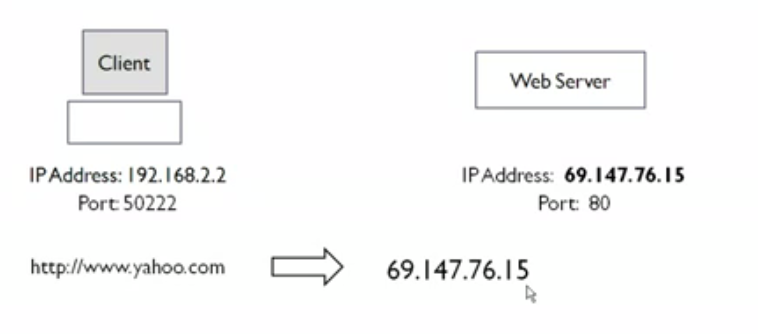 Client
Web Server
IP Address: 192.168.2.2
Port: 50222
IP Address: 69.147.76.15
Port: 80
http://www.yahoo.com
69.147.76.15